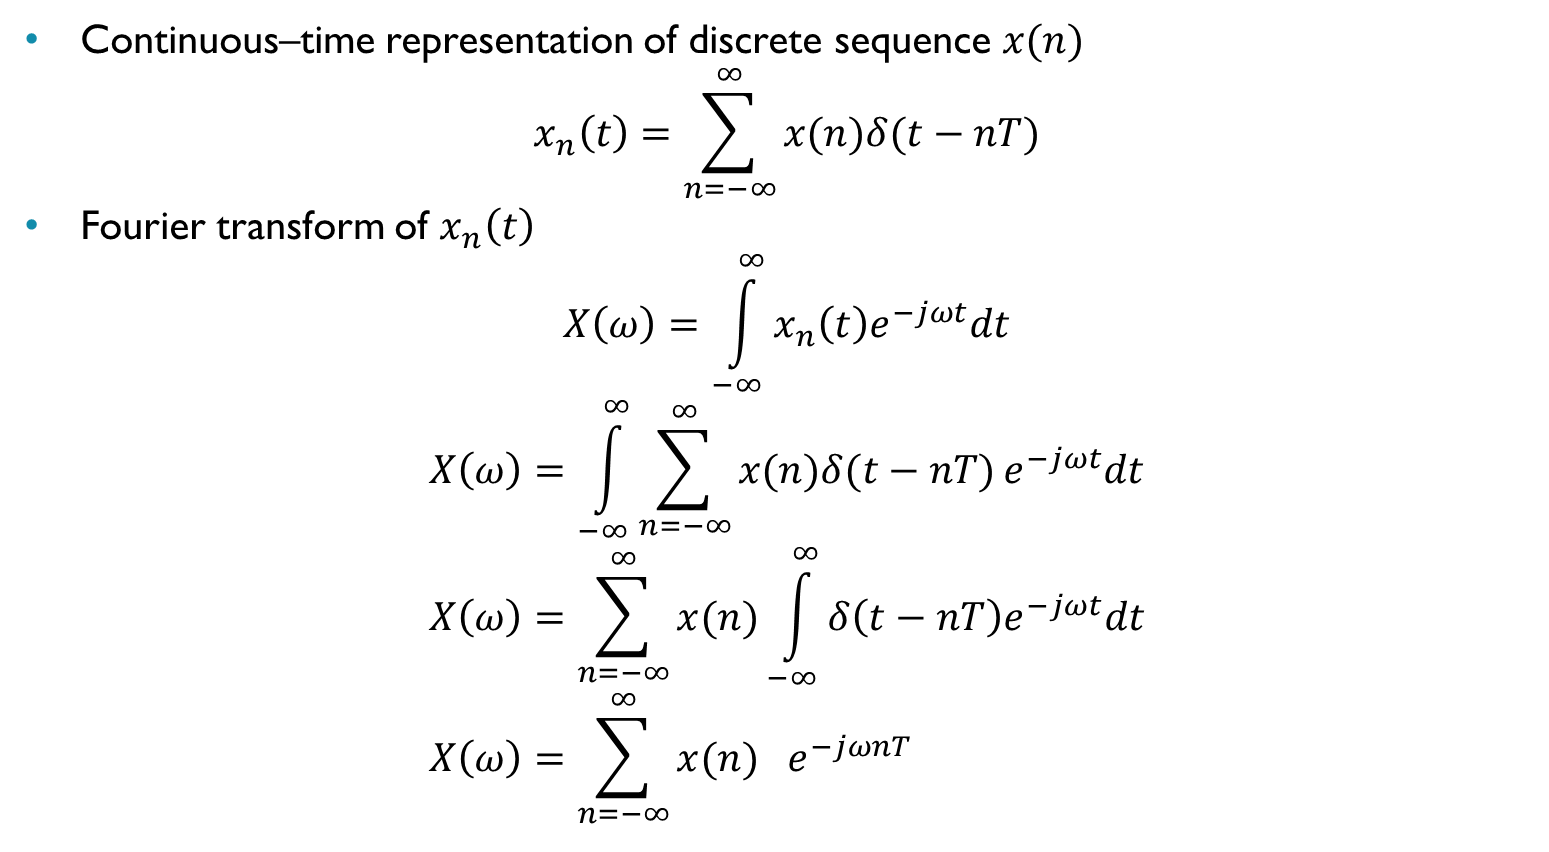 • Continuous–time representation of discrete sequence x(n)
x_n(t) = ∑_{n=−∞}^{∞} x(n)δ(t − nT)
• Fourier transform of x_n(t)
X(ω) = ∫_{−∞}^{∞} x_n(t)e^{−jωt}dt
X(ω) = ∫_{−∞}^{∞} ∑_{n=−∞}^{∞} x(n)δ(t − nT) e^{−jωt}dt
X(ω) = ∑_{n=−∞}^{∞} x(n) ∫_{−∞}^{∞} δ(t − nT)e^{−jωt}dt
X(ω) = ∑_{n=−∞}^{∞} x(n) e^{−jωnT}